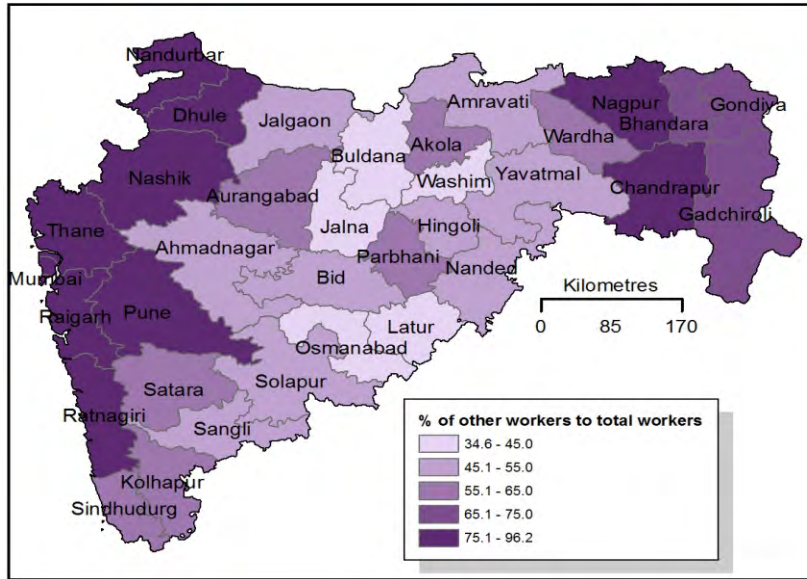 Nandurbar
Dhule
Jalgaon
Amravati
Nagpur
Gondiya
Bhandara
Buldana
Akola
Wardha
Nashik
Aurangabad
Washim
Yavatmal
Chandrapur
Gadchiroli
Thane
Ahmadnagar
Jalna
Hingoli
Parbhani
Nanded
Mumbai
Bid
Raigarh
Pune
Latur
Osmanabad
Satara
Solapur
Ratnagiri
Sangli
Kolhapur
Sindhudurg
Kilometres
0 85 170
% of other workers to total workers
34.6 - 45.0
45.1 - 55.0
55.1 - 65.0
65.1 - 75.0
75.1 - 96.2